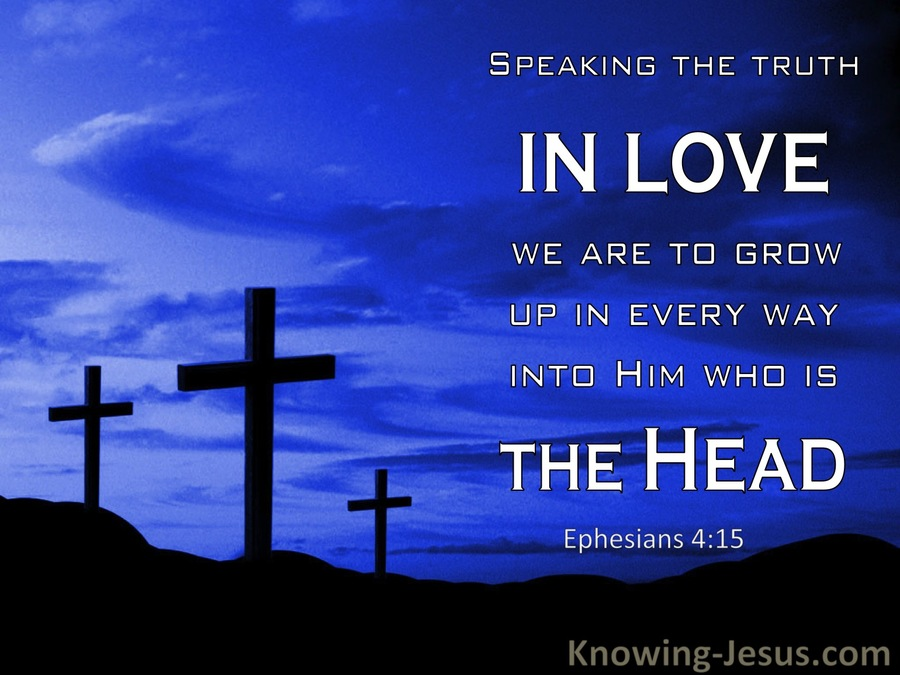 Speaking the truth
in Love
we are to grow
up in every way
into Him who is
the Head
Ephesians 4:15
Knowing-Jesus.com